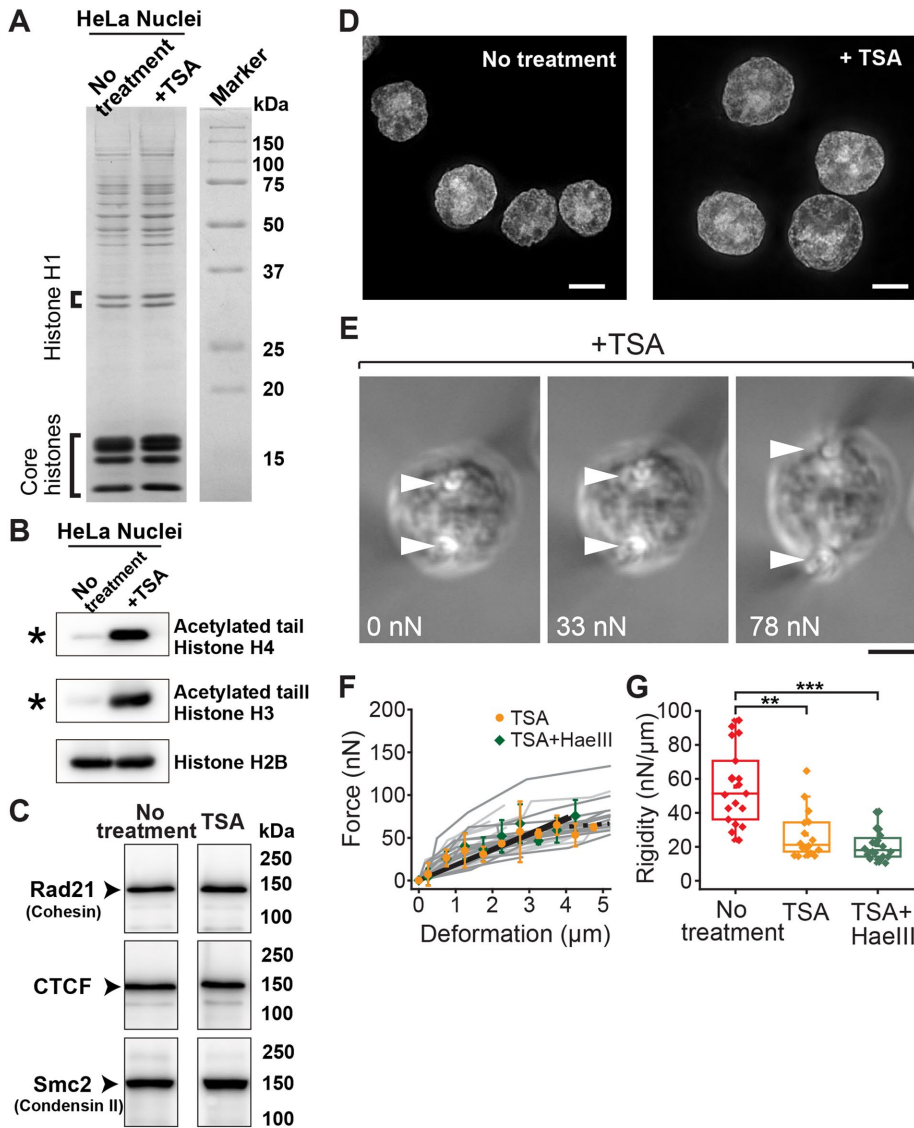 A
HeLa Nuclei
No
treatment
+TSA
Marker
kDa
150
100
75
50
37
25
20
15
Histone H1
Core
histones
B
HeLa Nuclei
No
treatment
+TSA
* Acetylated tail
Histone H4
* Acetylated taill
Histone H3
Histone H2B
C
No
treatment
TSA
kDa
Rad21
(Cohesin)
250
150
100
CTCF
250
150
100
Smc2
(Condensin II)
250
150
100
D
No treatment
+ TSA
E
+TSA
0 nN
33 nN
78 nN
F
TSA
TSA+HaeIII
Force (nN)
200
150
100
50
0
0 1 2 3 4 5
Deformation (μm)
G
***
**
Rigidity (nN/μm)
100
80
60
40
20
0
No
treatment
TSA
TSA+
HaeIII